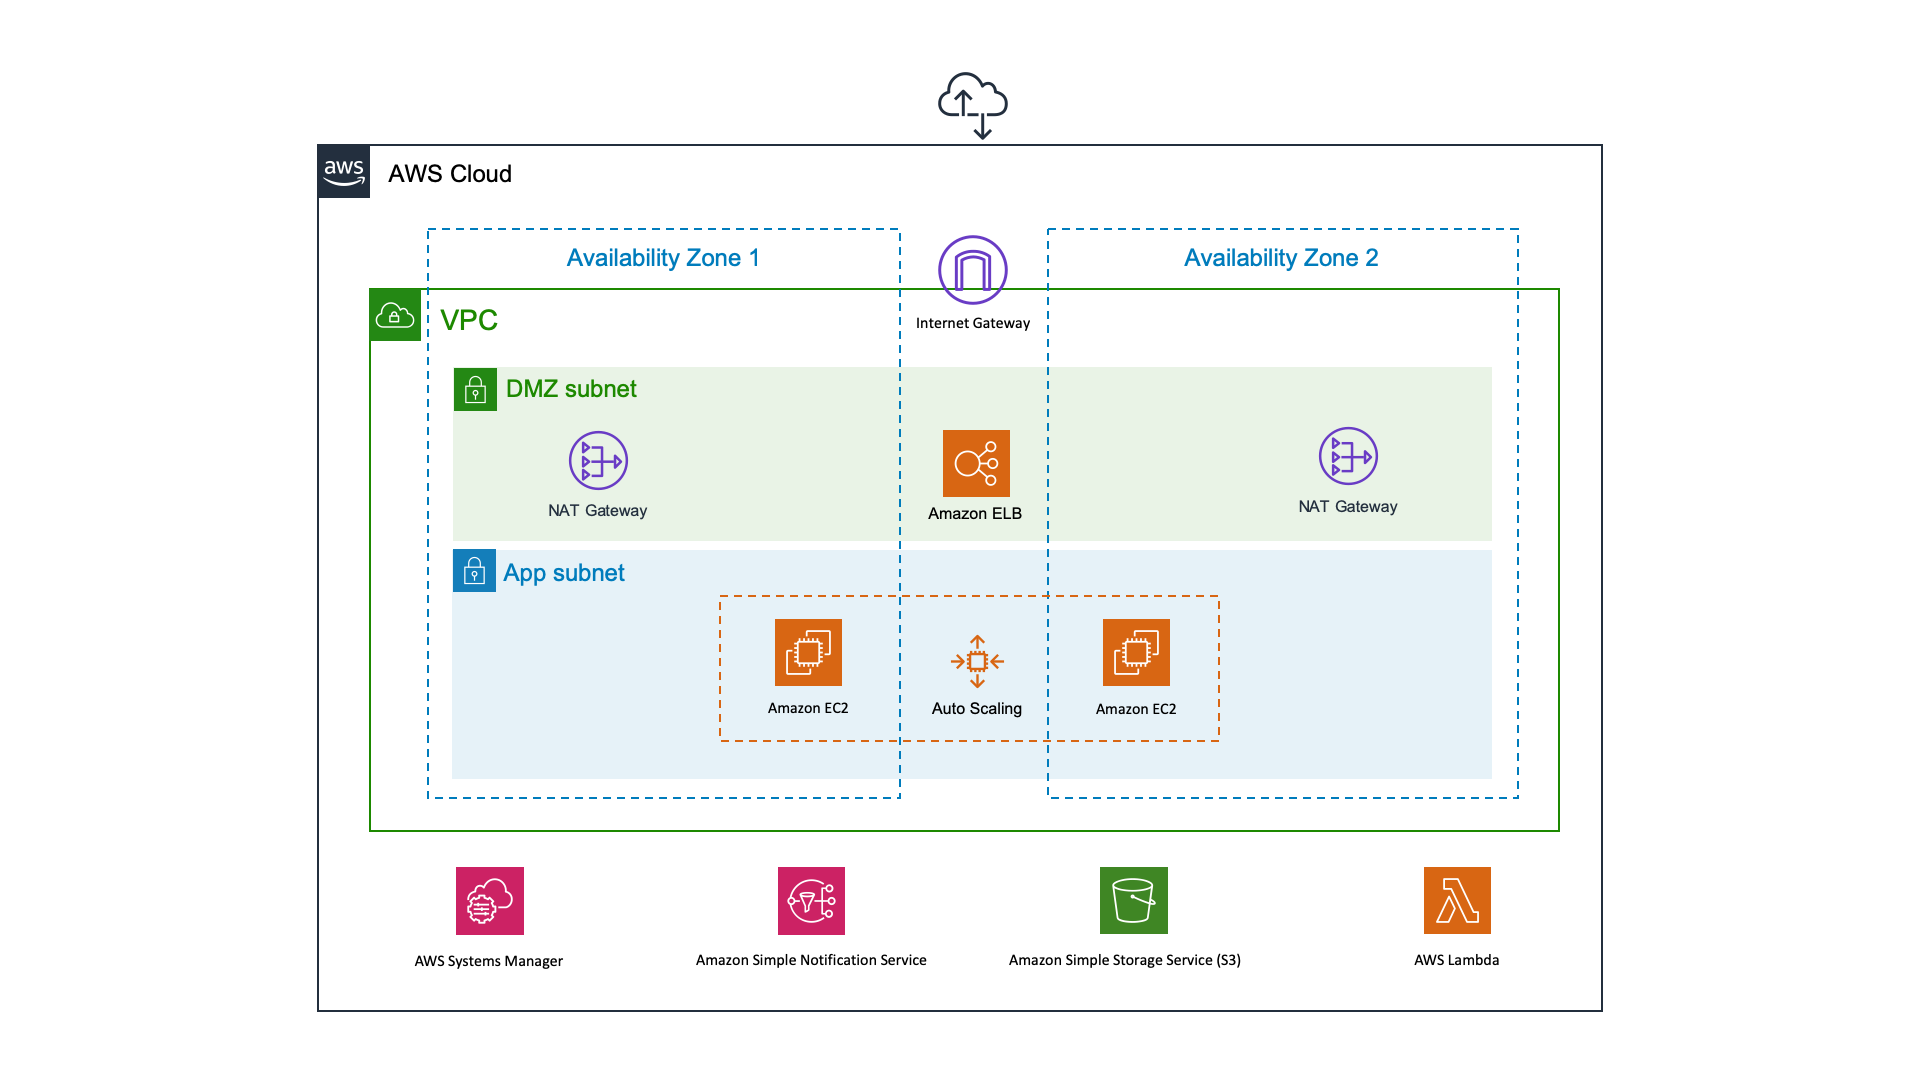 aws
AWS Cloud
Availability Zone 1
Availability Zone 2
VPC
Internet Gateway
DMZ subnet
NAT Gateway
Amazon ELB
NAT Gateway
App subnet
Amazon EC2
Auto Scaling
Amazon EC2
AWS Systems Manager
Amazon Simple Notification Service
Amazon Simple Storage Service (S3)
AWS Lambda